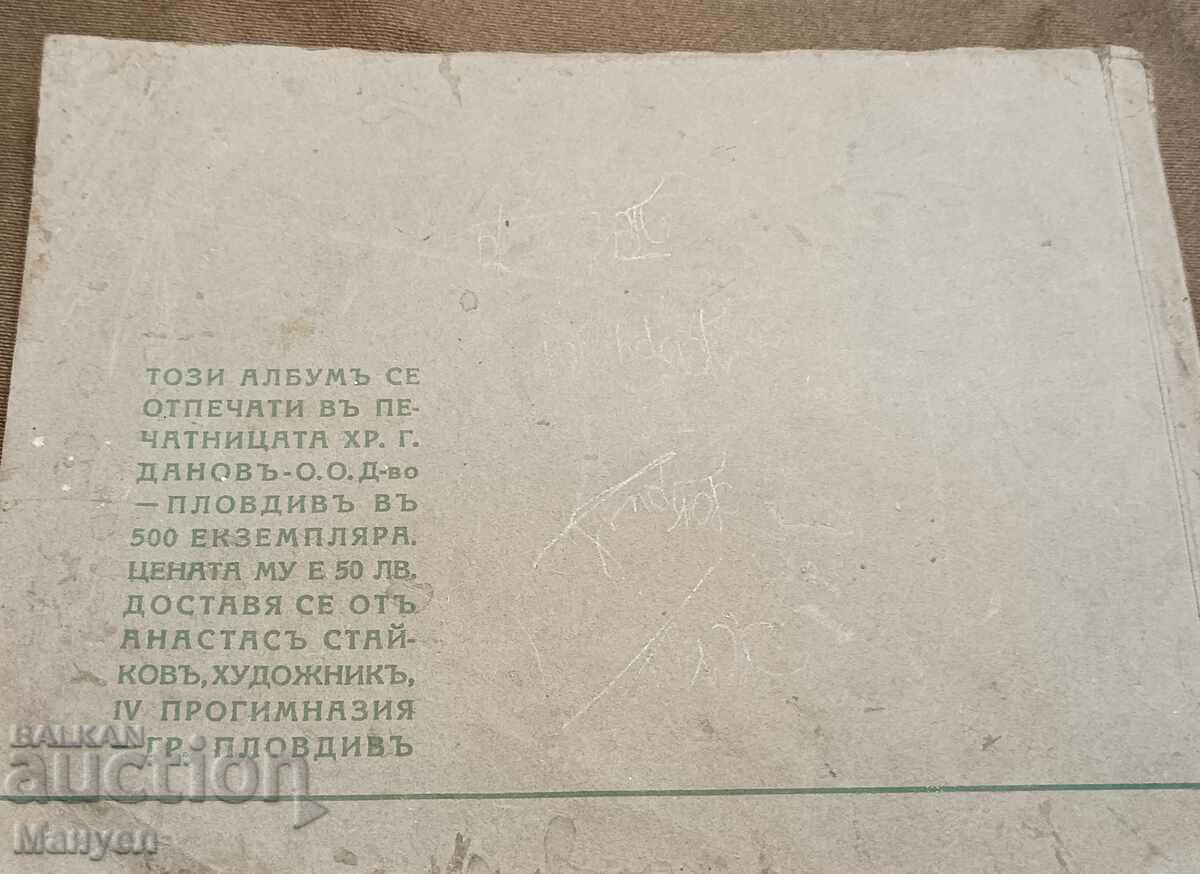 ТОЗИ АЛБУМЪ СЕ
ОТПЕЧАТИ ВЪ ПЕ-
ЧАТНИЦАТА ХР. Г.
ДАНОВЪ-О.О.Д-во
—ПЛОВДИВЪ ВЪ
500 ЕКЗЕМПЛЯРА.
ЦЕНАТА МУ Е 50 ЛВ.
ДОСТАВЯ СЕ ОТЪ
АНАСТАСЪ СТАЙ-
КОВЪ, ХУДОЖНИКЪ,
IV ПРОГИМНАЗИЯ
ГР. ПЛОВДИВЪ
BALKAN
auction
Мануел